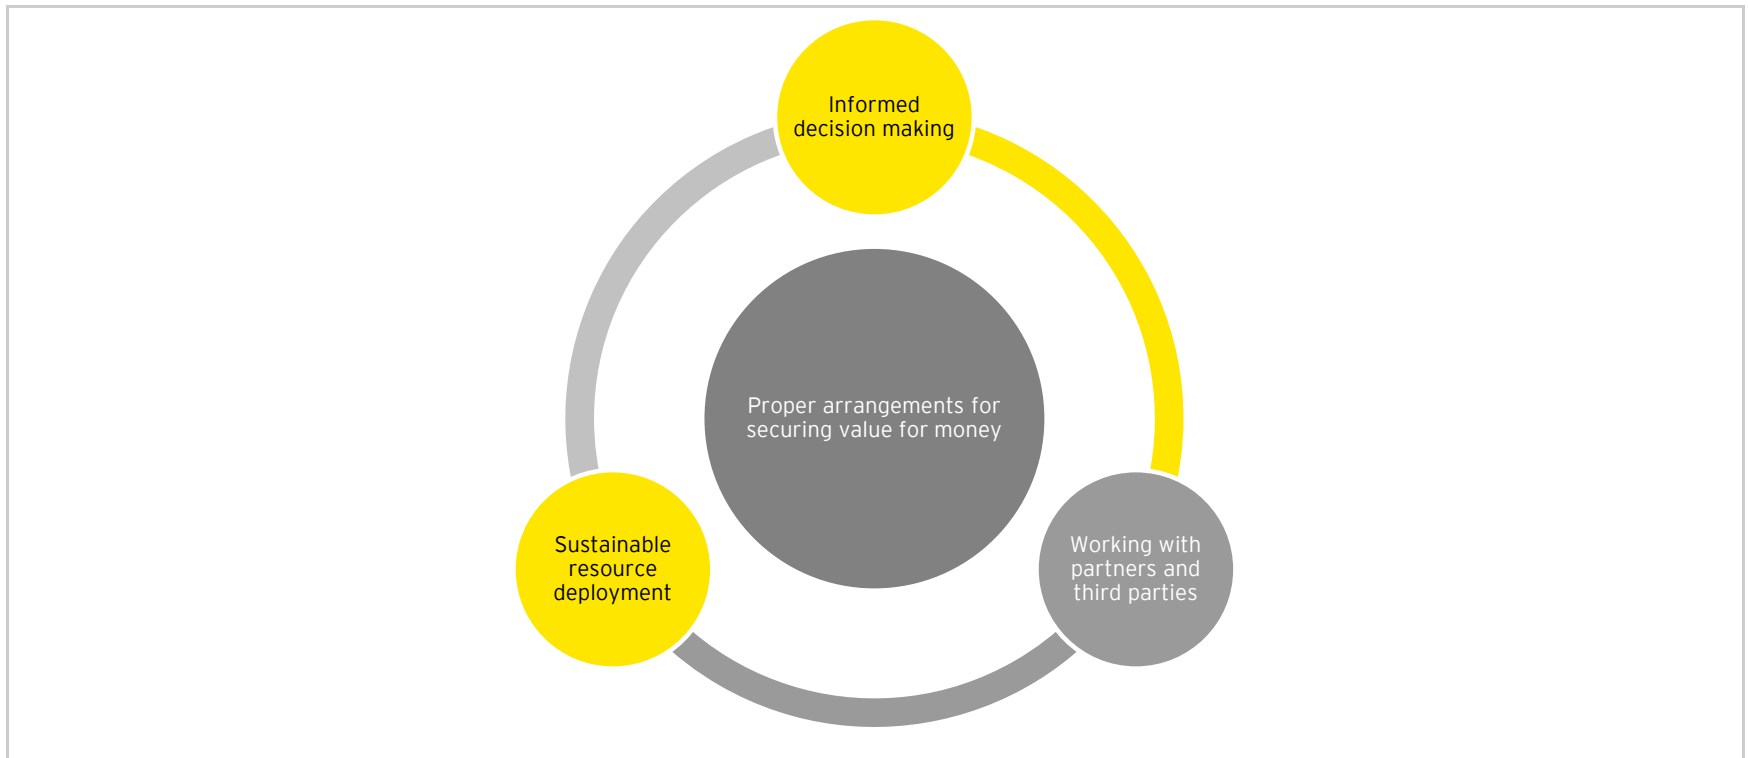 Informed
decision making
Proper arrangements for
securing value for money
Sustainable
resource
deployment
Working with
partners and
third parties